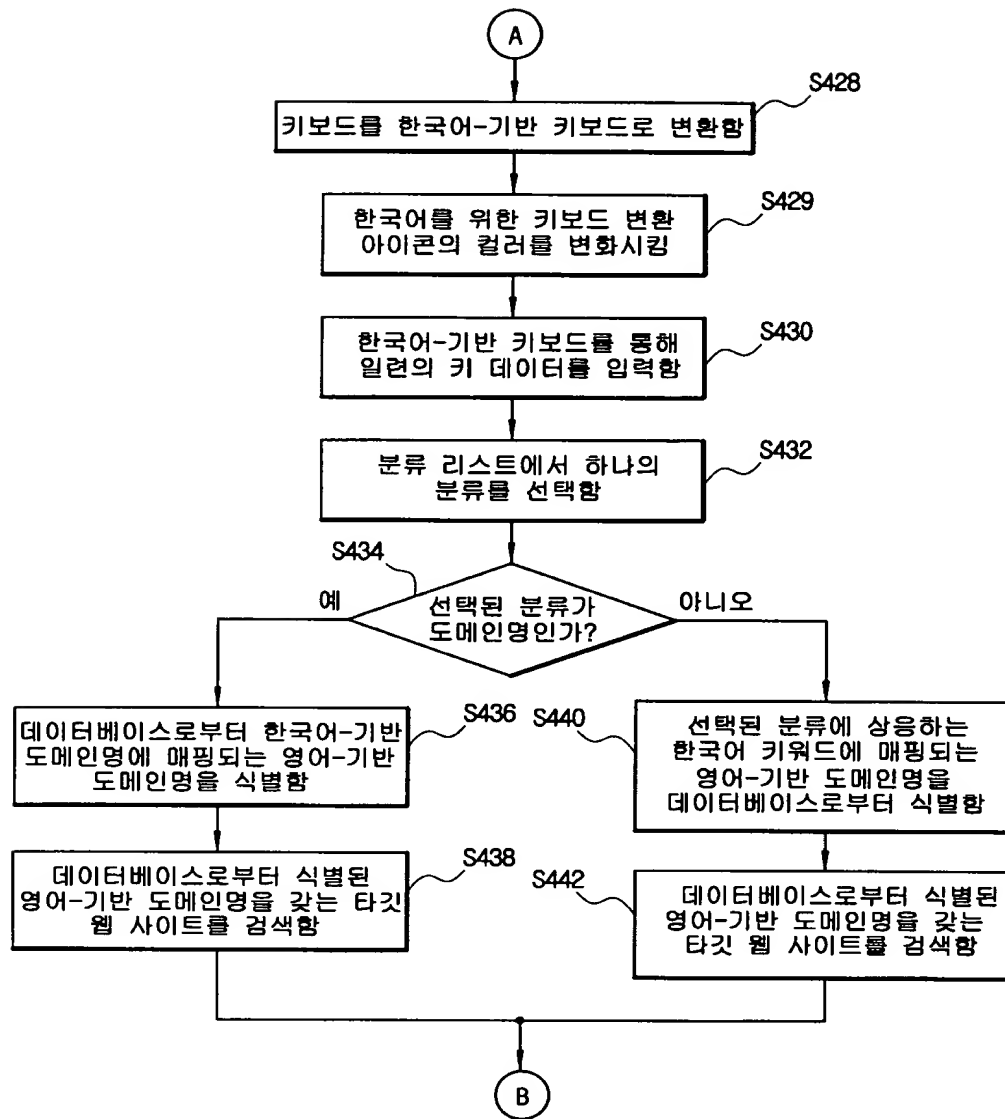 A
S428
키보드를 한국어-기반 키보드로 변환함
S429
한국어를 위한 키보드 변환
아이콘의 컬러를 변화시킴
S430
한국어-기반 키보드를 통해
일련의 키 데이터를 입력함
S432
분류 리스트에서 하나의
분류를 선택함
S434
예
선택된 분류가
도메인명인가?
아니오
S436
데이터베이스로부터 한국어-기반
도메인명에 매핑되는 영어-기반
도메인명을 식별함
S440
선택된 분류에 상응하는
한국어 키워드에 매핑되는
영어-기반 도메인명을
데이터베이스로부터 식별함
S438
데이터베이스로부터 식별된
영어-기반 도메인명을 갖는 타깃
웹 사이트를 검색함
S442
데이터베이스로부터 식별된
영어-기반 도메인명을 갖는
타깃 웹 사이트를 검색함
B